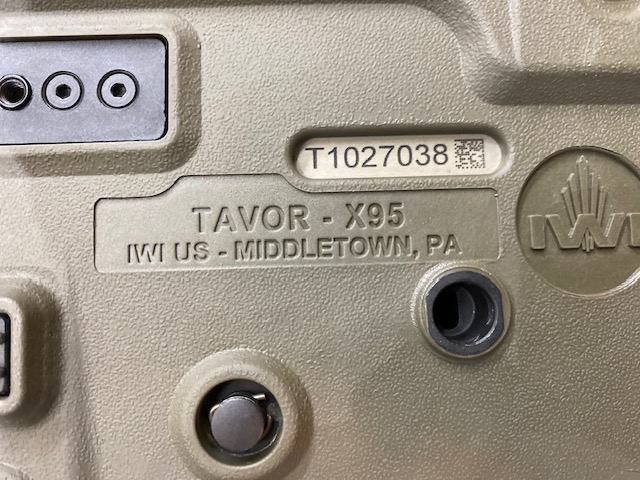 T1027038
TAVOR - X95
IWI US - MIDDLETOWN, PA
IWI